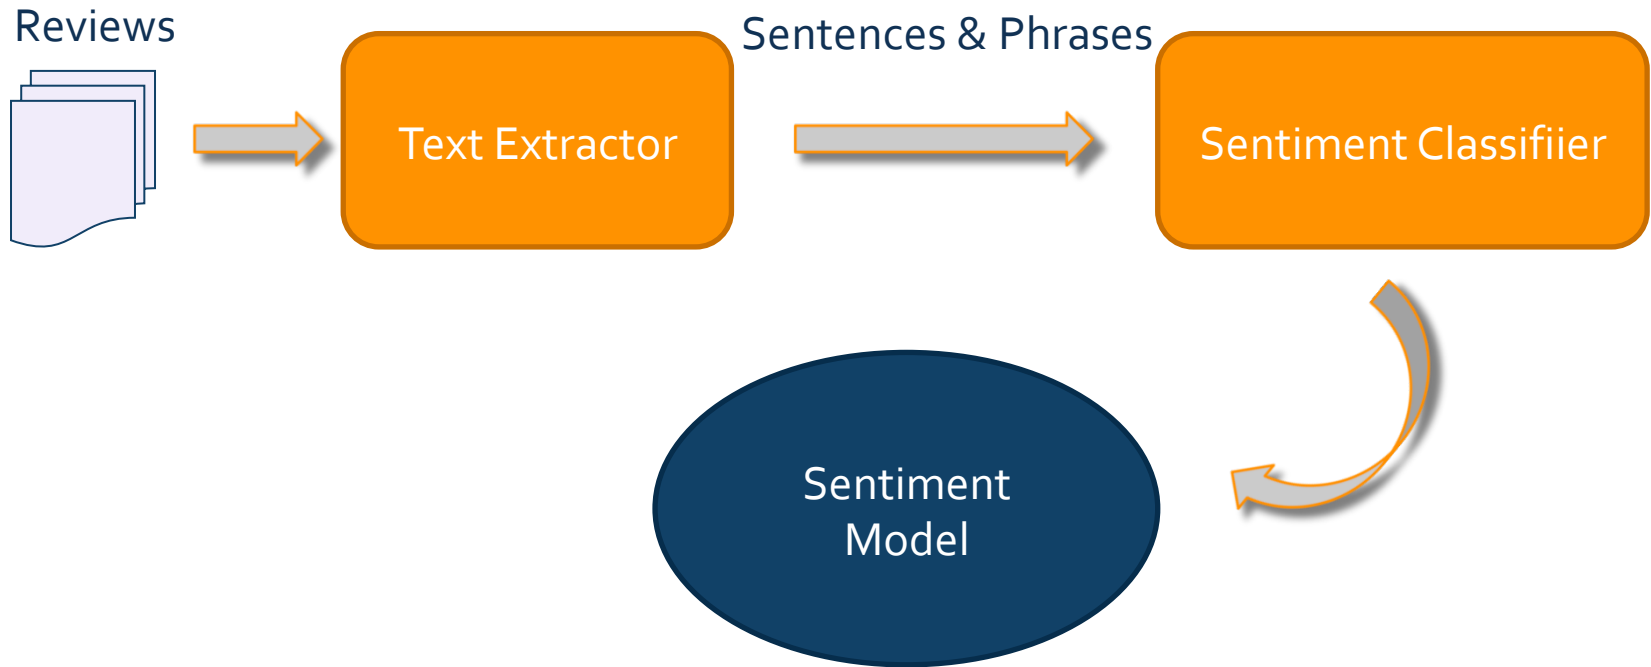 Reviews
Sentences & Phrases
Text Extractor
Sentiment Classifiier
Sentiment
Model